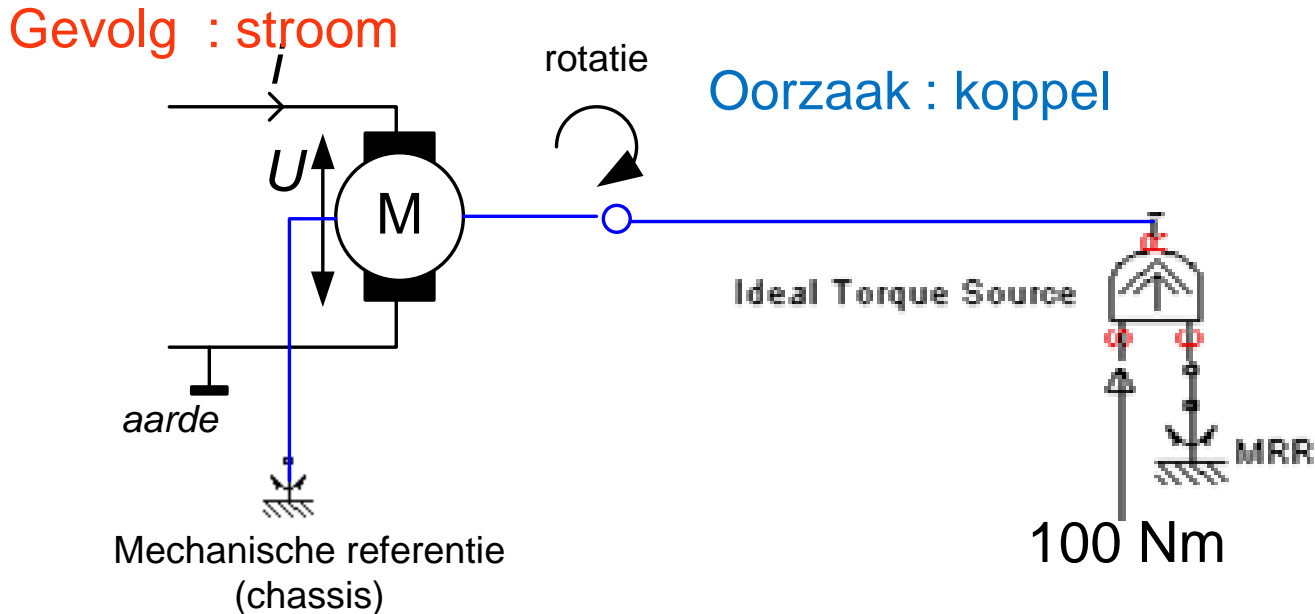 Gevolg : stroom
i
rotatie
Oorzaak : koppel
U
M
Ideal Torque Source
aarde
MRR
100 Nm
Mechanische referentie
(chassis)